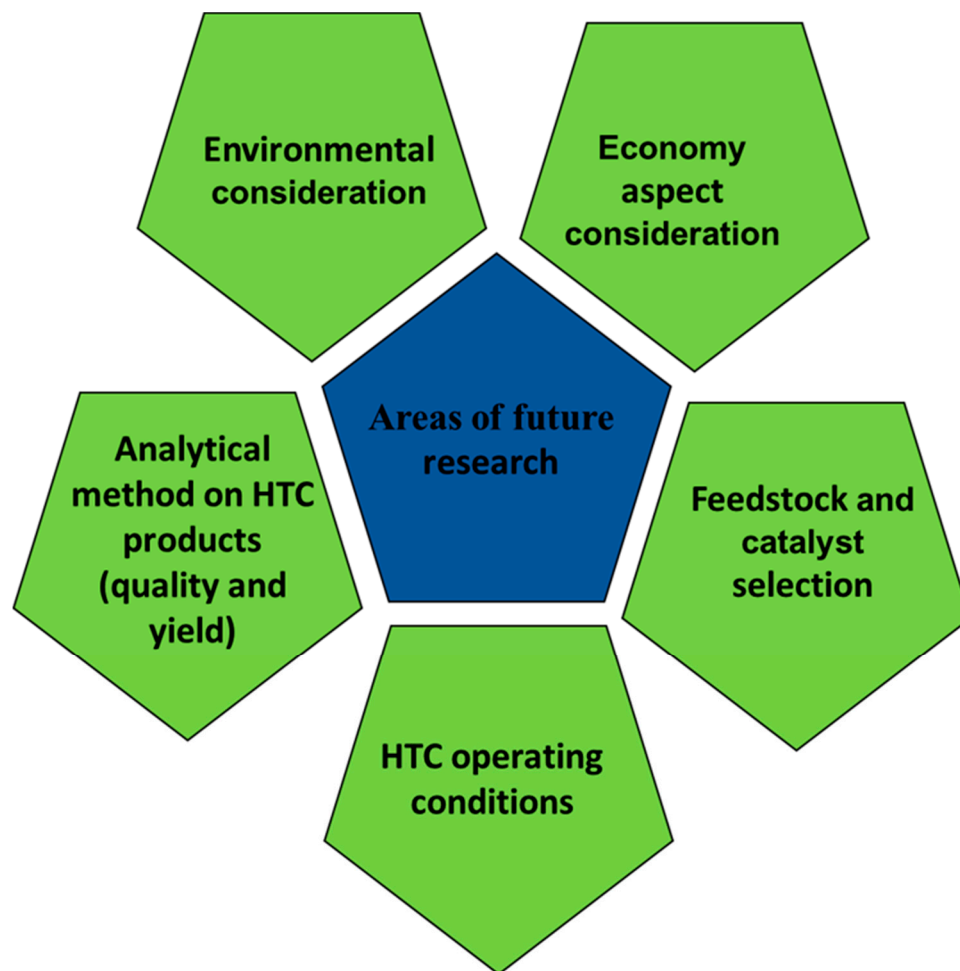 Environmental
consideration
Economy
aspect
consideration
Areas of future
research
Analytical
method on HTC
products
(quality and
yield)
Feedstock and
catalyst
selection
HTC operating
conditions